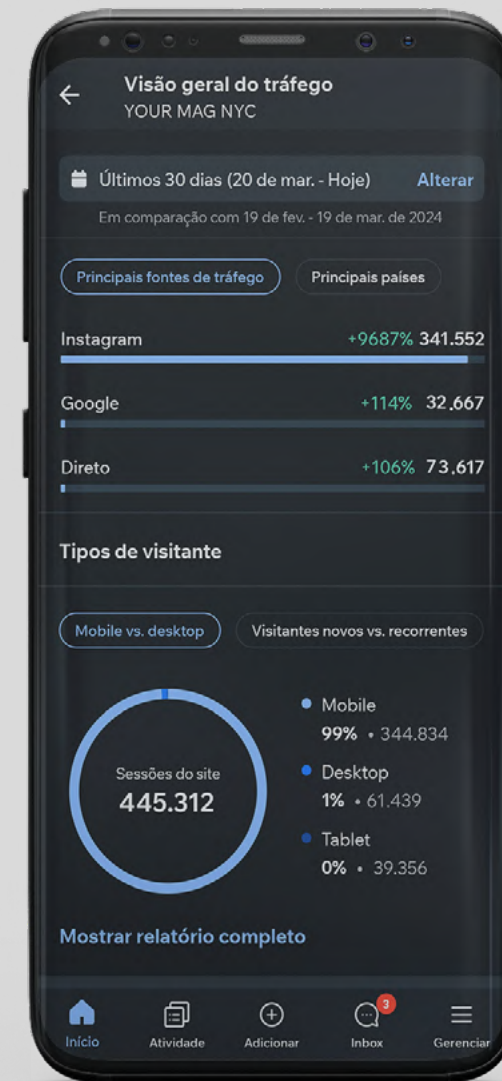 Visão geral do tráfego
YOUR MAG NYC
Últimos 30 dias (20 de mar. - Hoje) Alterar
Em comparação com 19 de fev. - 19 de mar. de 2024
Principais fontes de tráfego Principais países
Instagram +9687% 341.552
Google +114% 32.667
Direto +106% 73.617
Tipos de visitante
Mobile vs. desktop Visitantes novos vs. recorrentes
Sessões do site
445.312
Mobile
99% • 344.834
Desktop
1% • 61.439
Tablet
0% • 39.356
Mostrar relatório completo
3
Início Atividade Adicionar Inbox Gerenciar